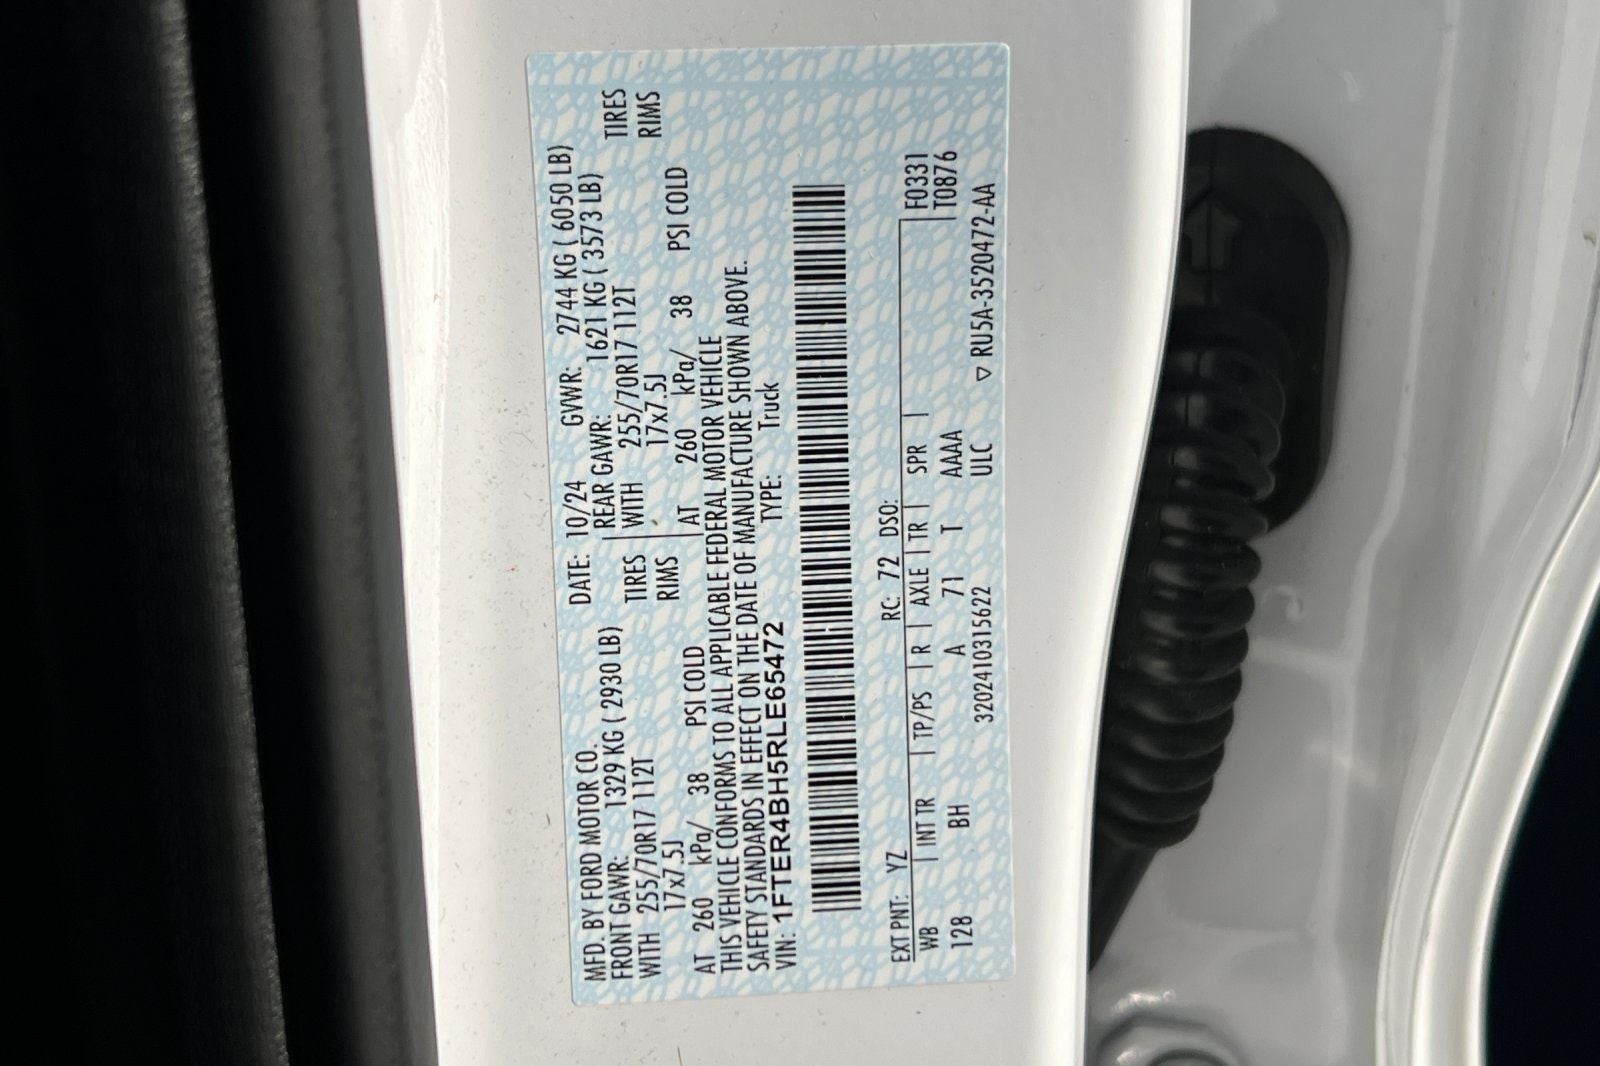 MFD. BY FORD MOTOR CO.
DATE: 10/24 GVWR: 2744 KG ( 6050 LB)
FRONT GAWR: 1329 KG ( 2930 LB) REAR GAWR: 1621 KG ( 3573 LB)
WITH 255/70R17 112T TIRES WITH 255/70R17 112T TIRES
17x7.5J RIMS 17x7.5J RIMS
AT 260 kPa/ 38 PSI COLD AT 260 kPa/ 38 PSI COLD
THIS VEHICLE CONFORMS TO ALL APPLICABLE FEDERAL MOTOR VEHICLE
SAFETY STANDARDS IN EFFECT ON THE DATE OF MANUFACTURE SHOWN ABOVE.
VIN: 1FTER4BH5RLE65472 TYPE: Truck
EXT PNT: YZ RC: 72 DSO:
WB INT TR TP/PS R AXLE TR SPR F0331
128 BH A 71 T AAAA T0876
320241031562​2 ULC ▽ RU5A-3520472-AA